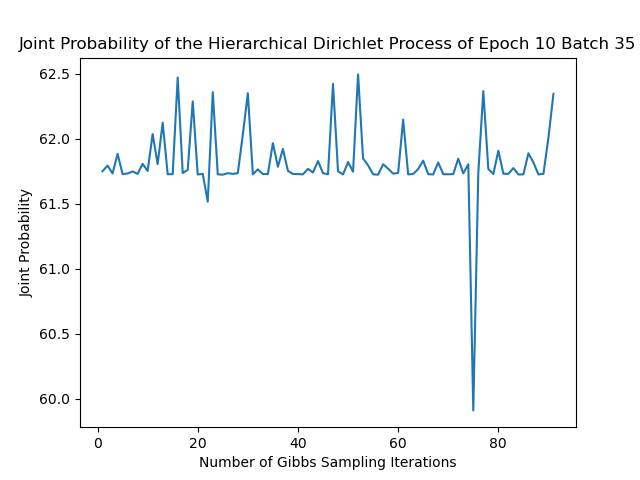 Joint Probability of the Hierarchical Dirichlet Process of Epoch 10 Batch 35
62.5
62.0
61.5
61.0
60.5
60.0
Joint Probability
0 20 40 60 80
Number of Gibbs Sampling Iterations